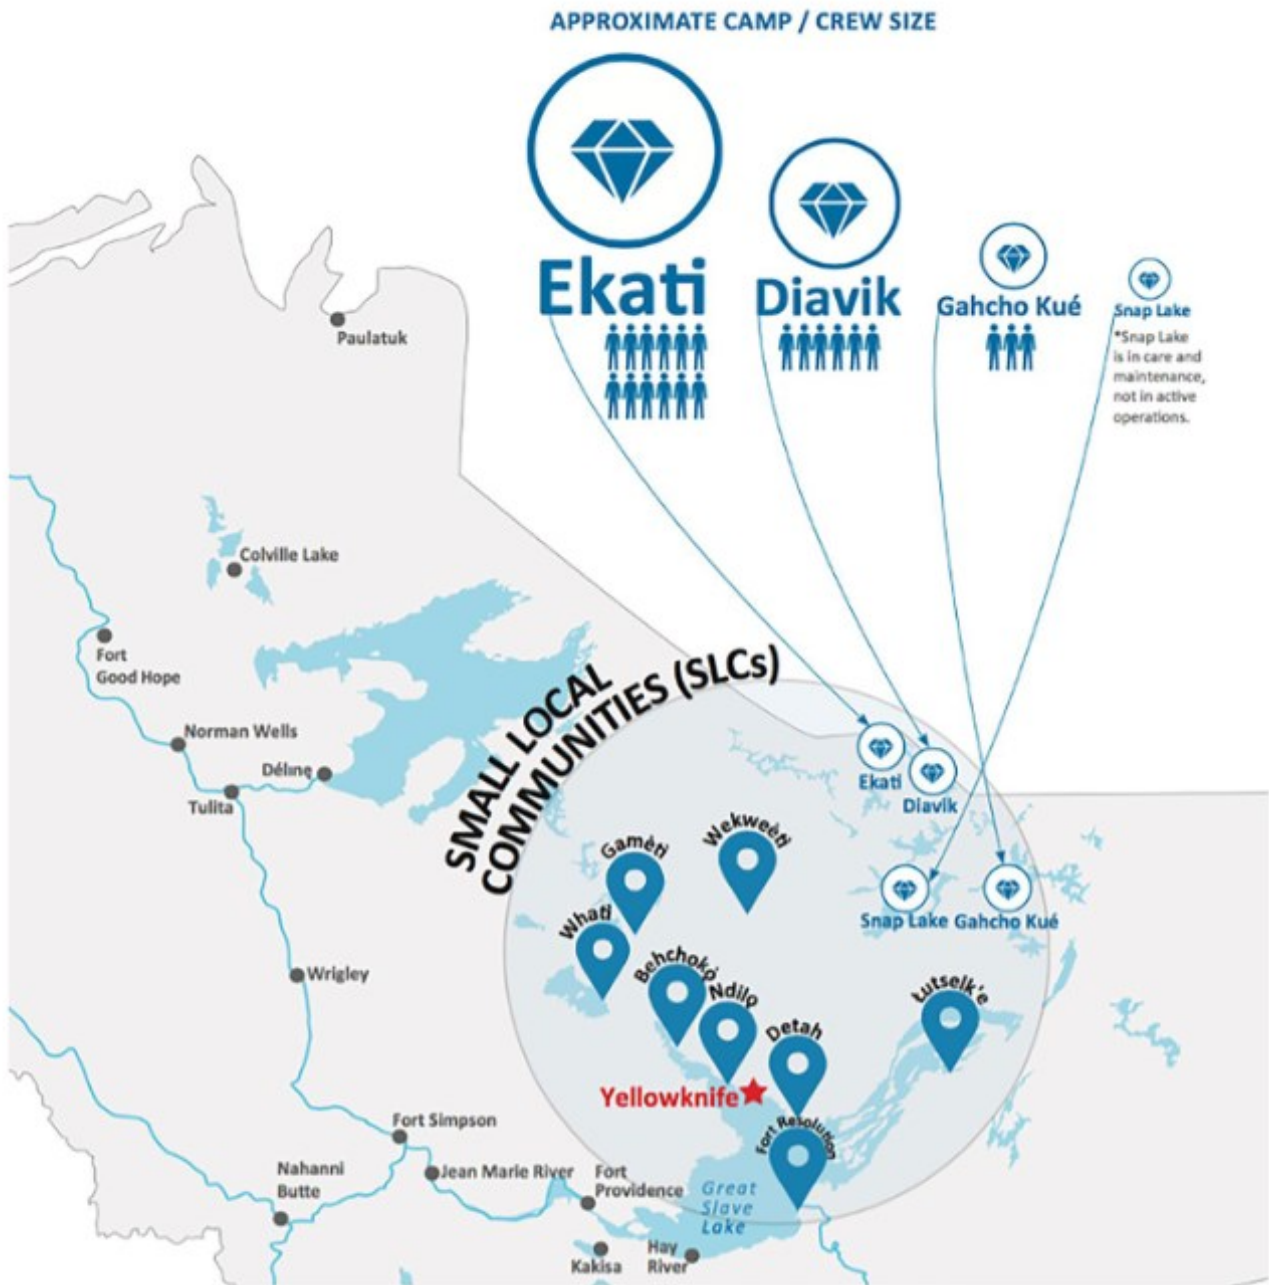 APPROXIMATE CAMP / CREW SIZE
Ekati
Diavik
Gahcho Kué
Snap Lake
*Snap Lake
is in care and
maintenance,
not in active
operations.
Paulatuk
Colville Lake
Fort
Good Hope
Norman Wells
Délınę
Tulita
SMALL LOCAL
COMMUNITIES (SLCs)
Ekati
Diavik
Wekweètì
Gamètì
Whatì
Snap Lake
Gahcho Kué
Behchokǫ̀
Ndilǫ
Detah
Łutselk'e
Wrigley
Yellowknife
Fort Resolution
Fort Simpson
Jean Marie River
Nahanni
Butte
Fort
Providence
Great
Slave
Lake
Kakisa
Hay
River